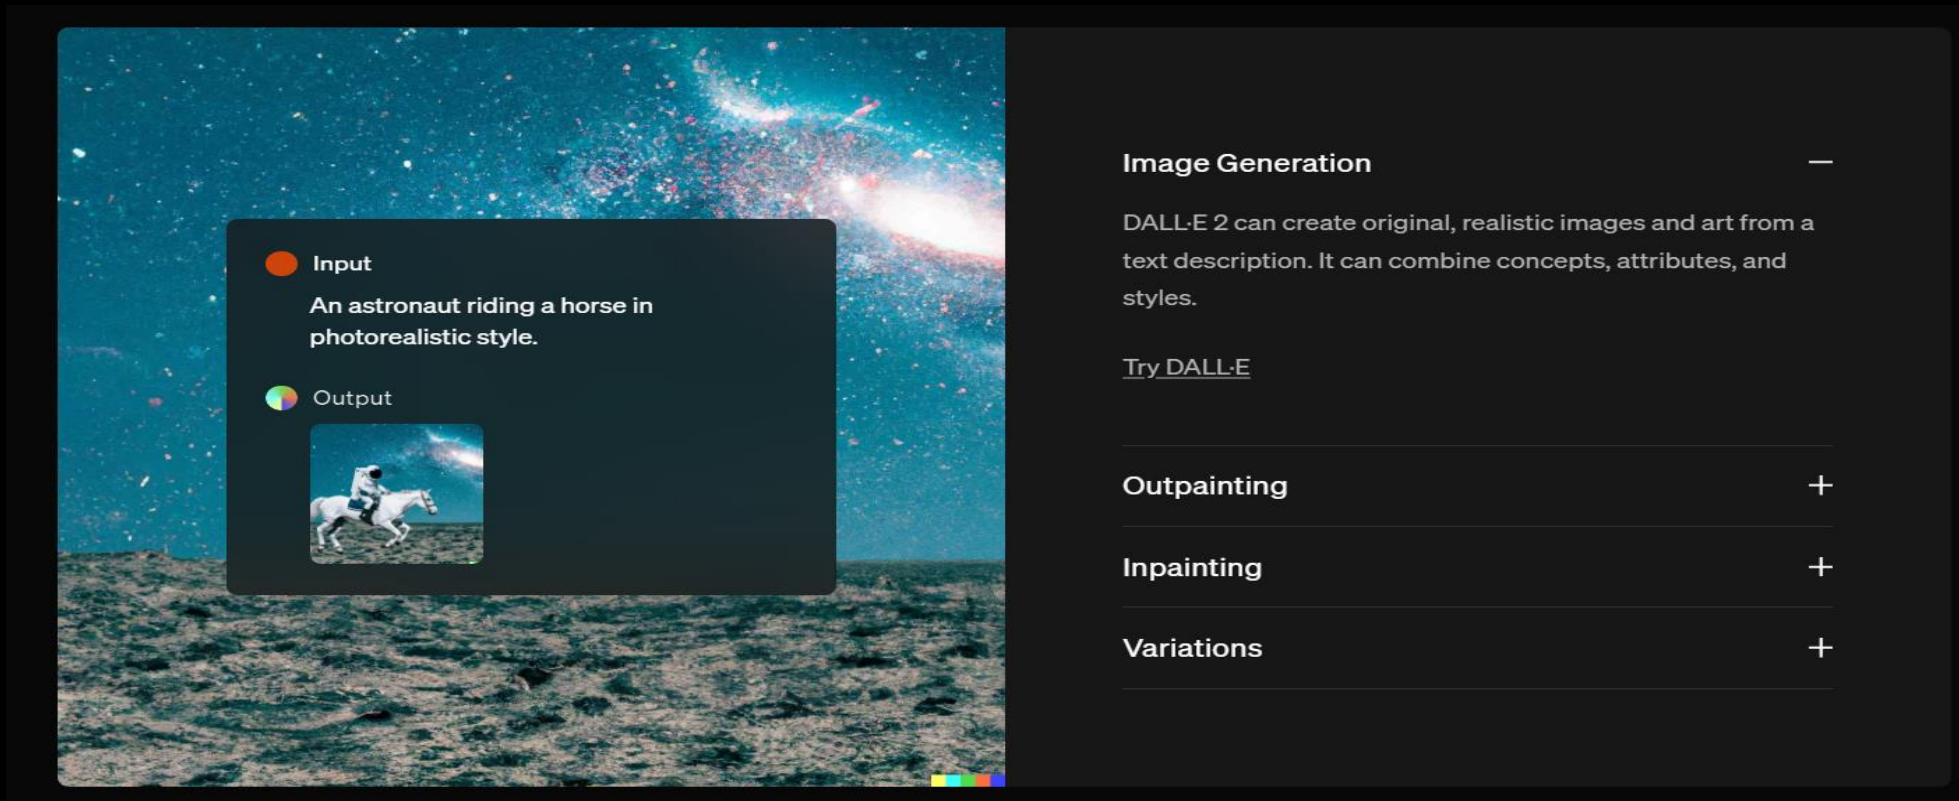 Input
An astronaut riding a horse in
photorealistic style.
Output
Image Generation
DALL·E 2 can create original, realistic images and art from a
text description. It can combine concepts, attributes, and
styles.
Try DALL·E
Outpainting
Inpainting
Variations